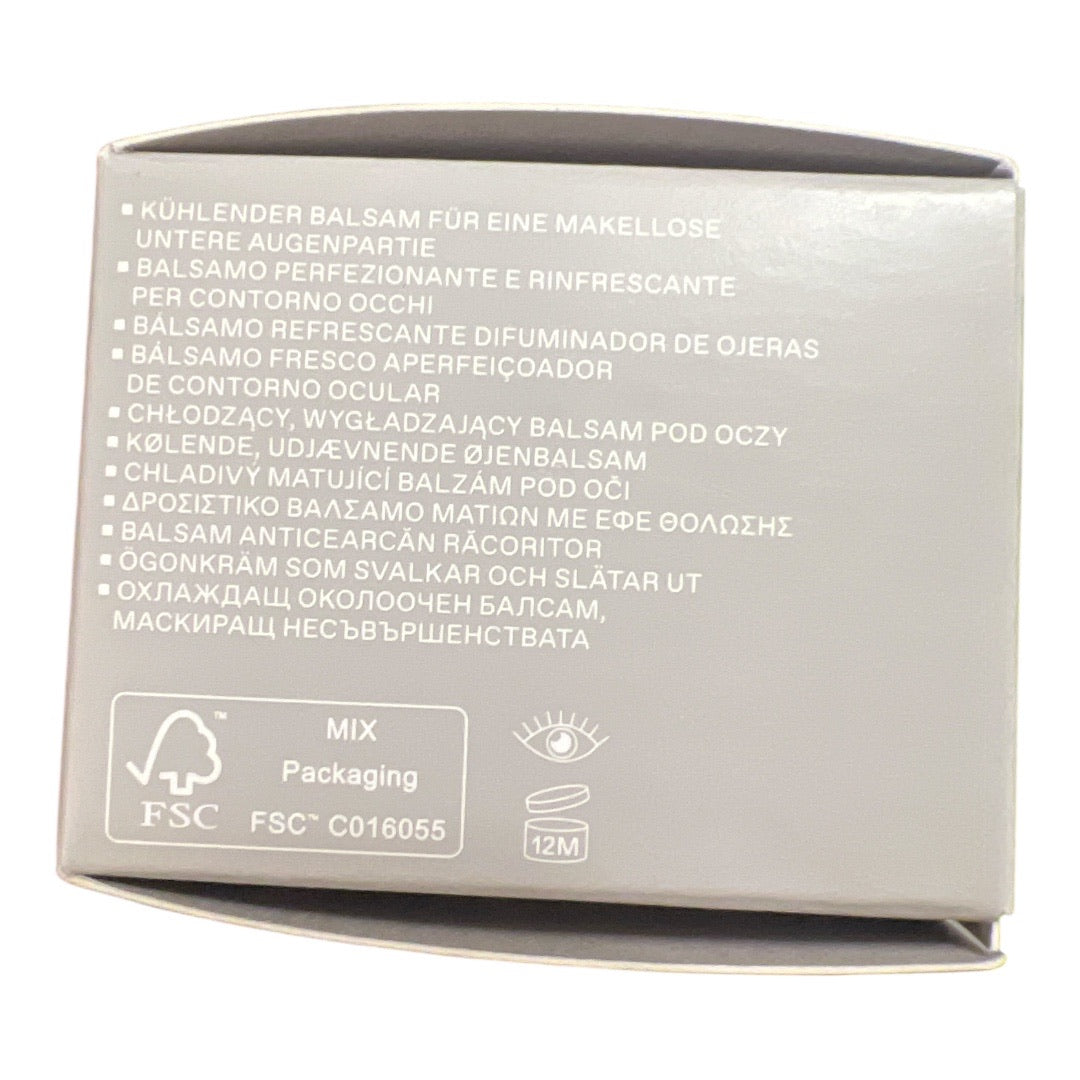 ▪ KÜHLENDER BALSAM FÜR EINE MAKELLOSE
UNTERE AUGENPARTIE
▪ BALSAMO PERFEZIONANTE E RINFRESCANTE
PER CONTORNO OCCHI
▪ BÁLSAMO REFRESCANTE DIFUMINADOR DE OJERAS
▪ BÁLSAMO FRESCO APERFEIÇOADOR
DE CONTORNO OCULAR
▪ CHŁODZĄCY, WYGŁADZAJĄCY BALSAM POD OCZY
▪ KØLENDE, UDJÆVNENDE ØJENBALSAM
▪ CHLADIVÝ MATUJÍCÍ BALZÁM POD OČI
▪ ΔΡΟΣΙΣΤΙΚΟ ΒΑΛΣΑΜΟ ΜΑΤΙΩΝ ΜΕ ΕΦΕ ΘΟΛΩΣΗΣ
▪ BALSAM ANTICEARCĂN RĂCORITOR
▪ ÖGONKRÄM SOM SVALKAR OCH SLÄTAR UT
▪ ОХЛАЖДАЩ ОКОЛООЧЕН БАЛСАМ,
МАСКИРАЩ НЕСЪВЪРШЕНСТВАТА
™
FSC
MIX
Packaging
FSC™ C016055
12M